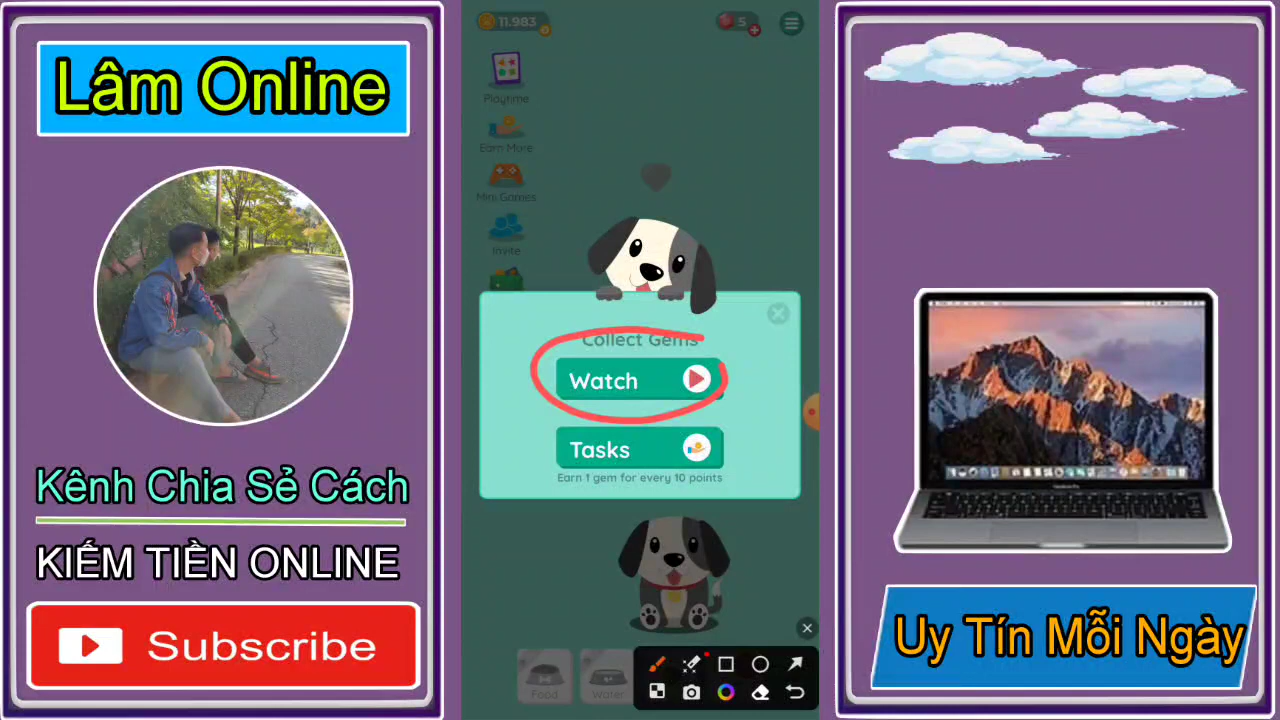 Lâm Online
Kênh Chia Sẻ Cách
KIẾM TIỀN ONLINE
Subscribe
11.983
5
Playtime
Earn More
Mini Games
Invite
Collect Gems
Watch
Tasks
Earn 1 gem for every 10 points
Food
Water
Uy Tín Mỗi Ngày